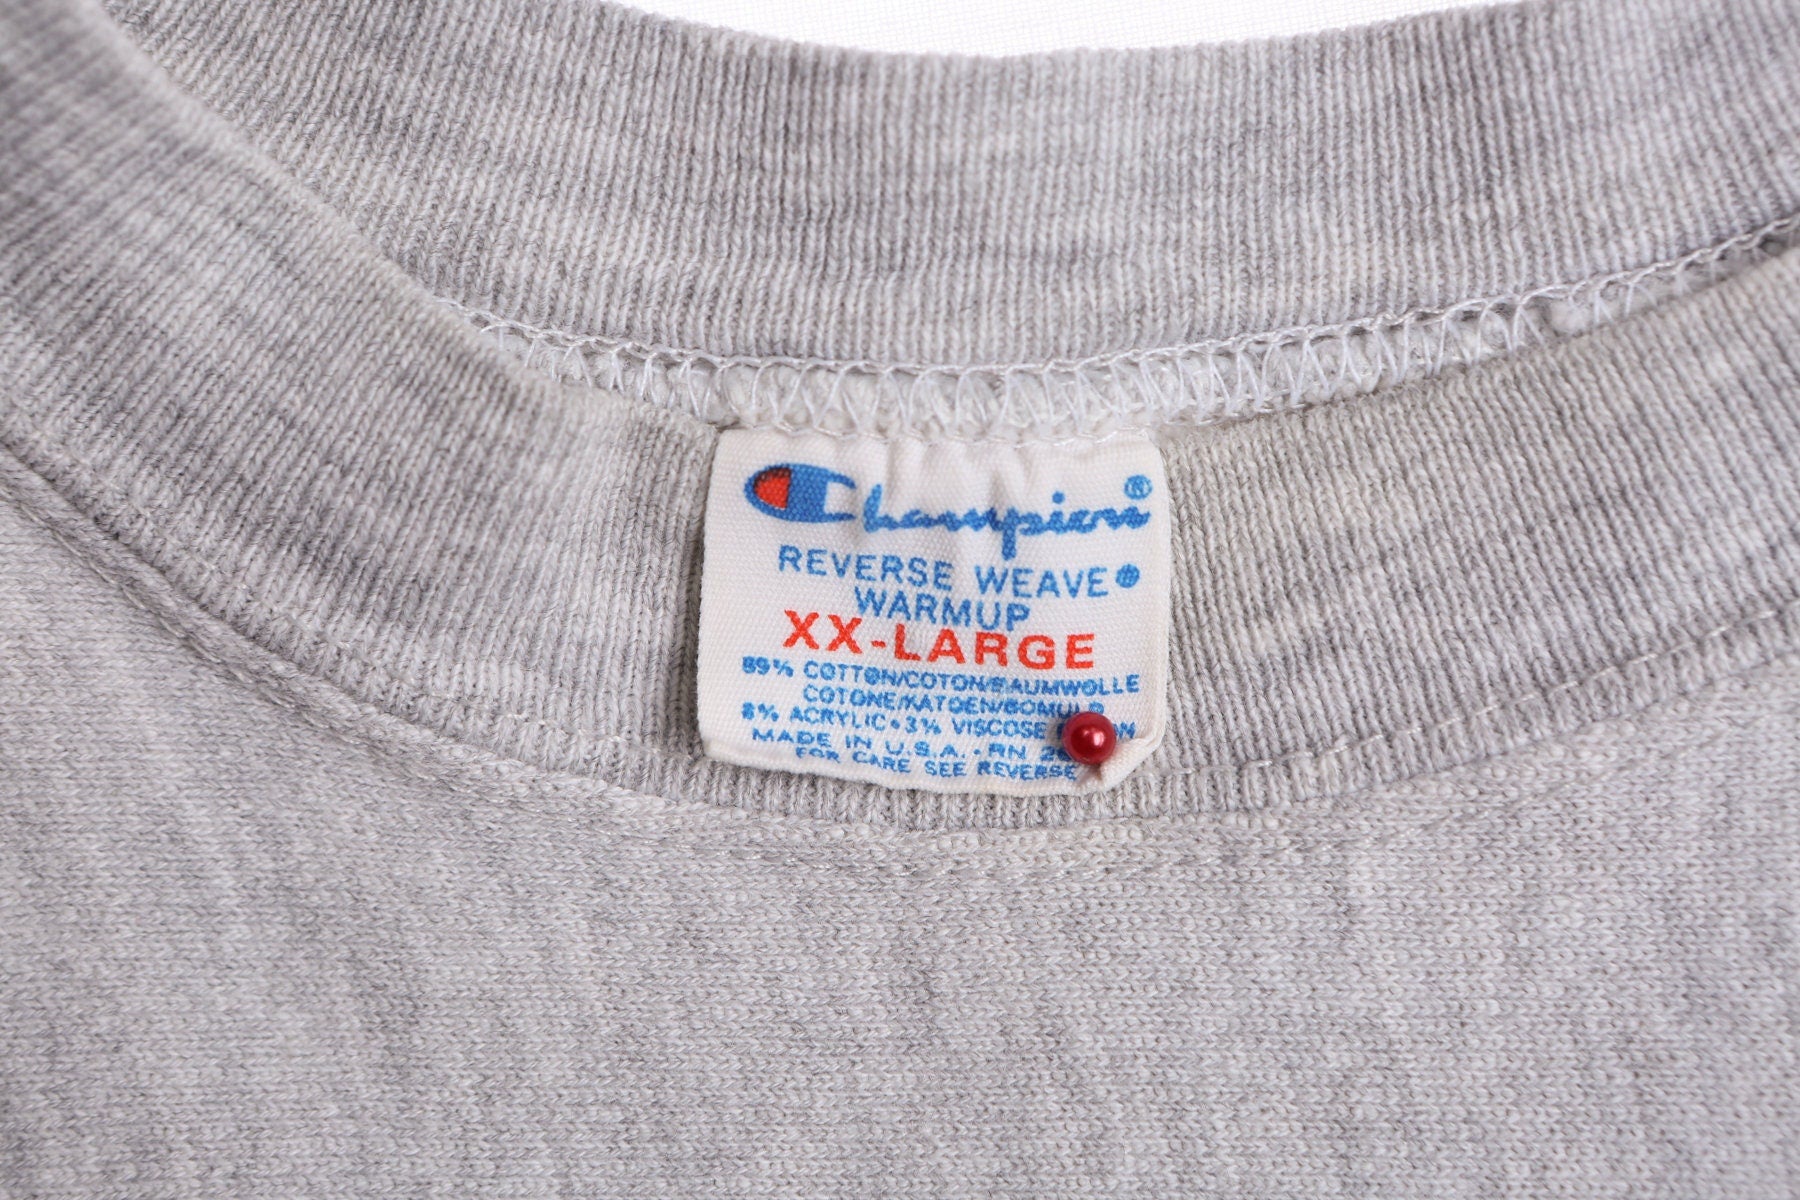 Champion®
REVERSE WEAVE®
WARMUP
XX-LARGE
89% COTTON/COTON/BAUMWOLLE
COTONE/KATOEN/BOMULD
8% ACRYLIC • 3% VISCOSE
MADE IN U.S.A. • RN
FOR CARE SEE REVERSE